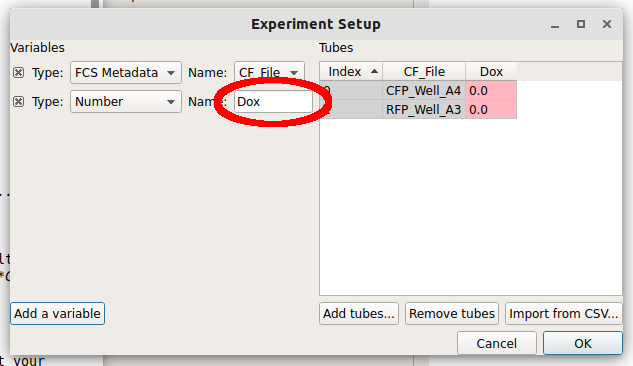 Experiment Setup
Variables
Type: FCS Metadata Name: CF_File
Type: Number Name: Dox
Add a variable
Tubes
Index CF_File Dox
0 CFP_Well_A4 0.0
RFP_Well_A3 0.0
Add tubes... Remove tubes Import from CSV...
Cancel OK
lt
*C
t your